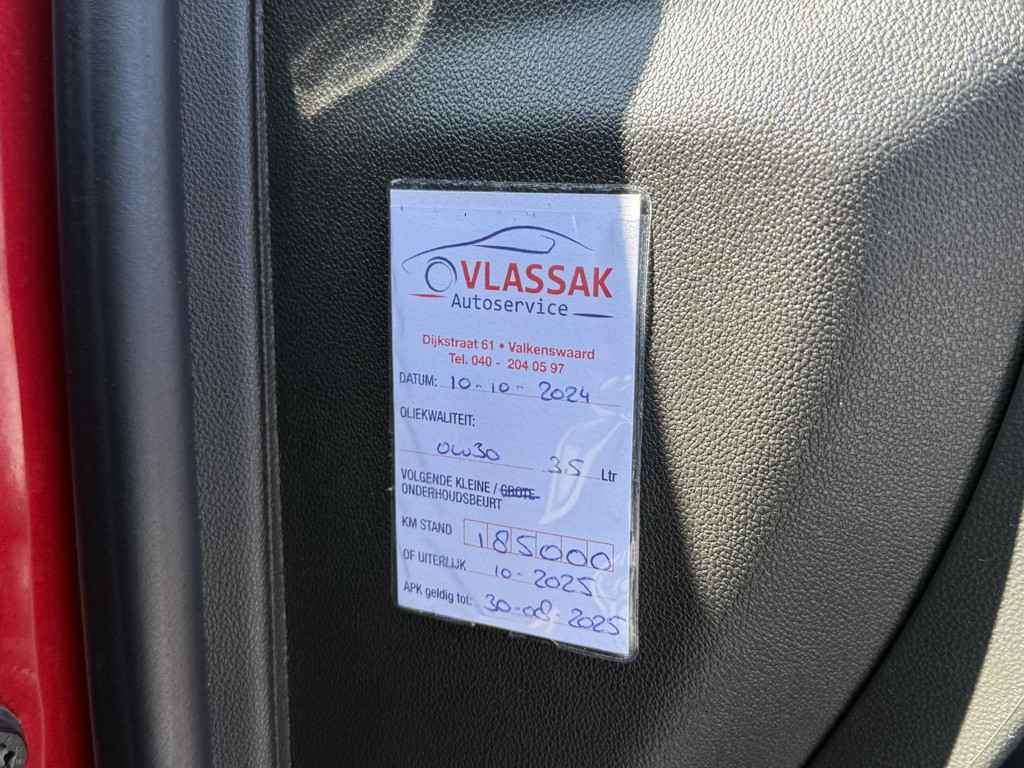 VLASSAK
Autoservice
Dijkstraat 61 • Valkenswaard
Tel. 040 - 204 05 97
DATUM: 10-10-2024
OLIEKWALITEIT:
0W30 3.5 Ltr
VOLGENDE KLEINE / GROTE
ONDERHOUDSBEURT
KM STAND 185000
OF UITERLIJK 10-2025
APK geldig tot: 30-08-2025